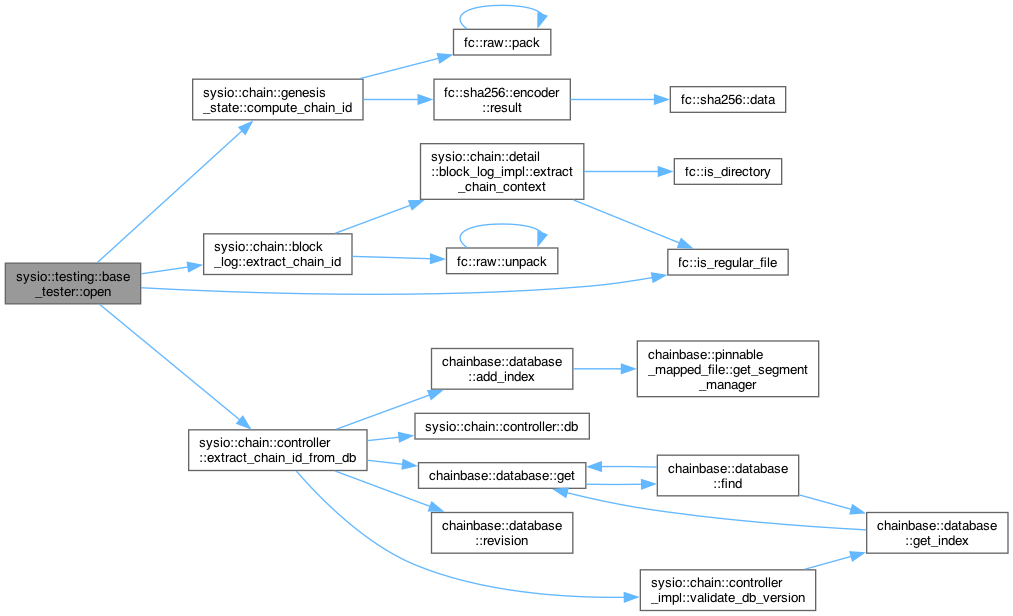 fc::raw::pack
sysio::chain::genesis
_state::compute_chain_id
fc::sha256::encoder
::result
fc::sha256::data
sysio::chain::detail
::block_log_impl::extract
_chain_context
fc::is_directory
sysio::chain::block
_log::extract_chain_id
fc::raw::unpack
fc::is_regular_file
sysio::testing::base
_tester::open
chainbase::database
::add_index
chainbase::pinnable
_mapped_file::get_segment
_manager
sysio::chain::controller::db
sysio::chain::controller
::extract_chain_id_from_db
chainbase::database::get
chainbase::database
::find
chainbase::database
::revision
chainbase::database
::get_index
sysio::chain::controller
_impl::validate_db_version